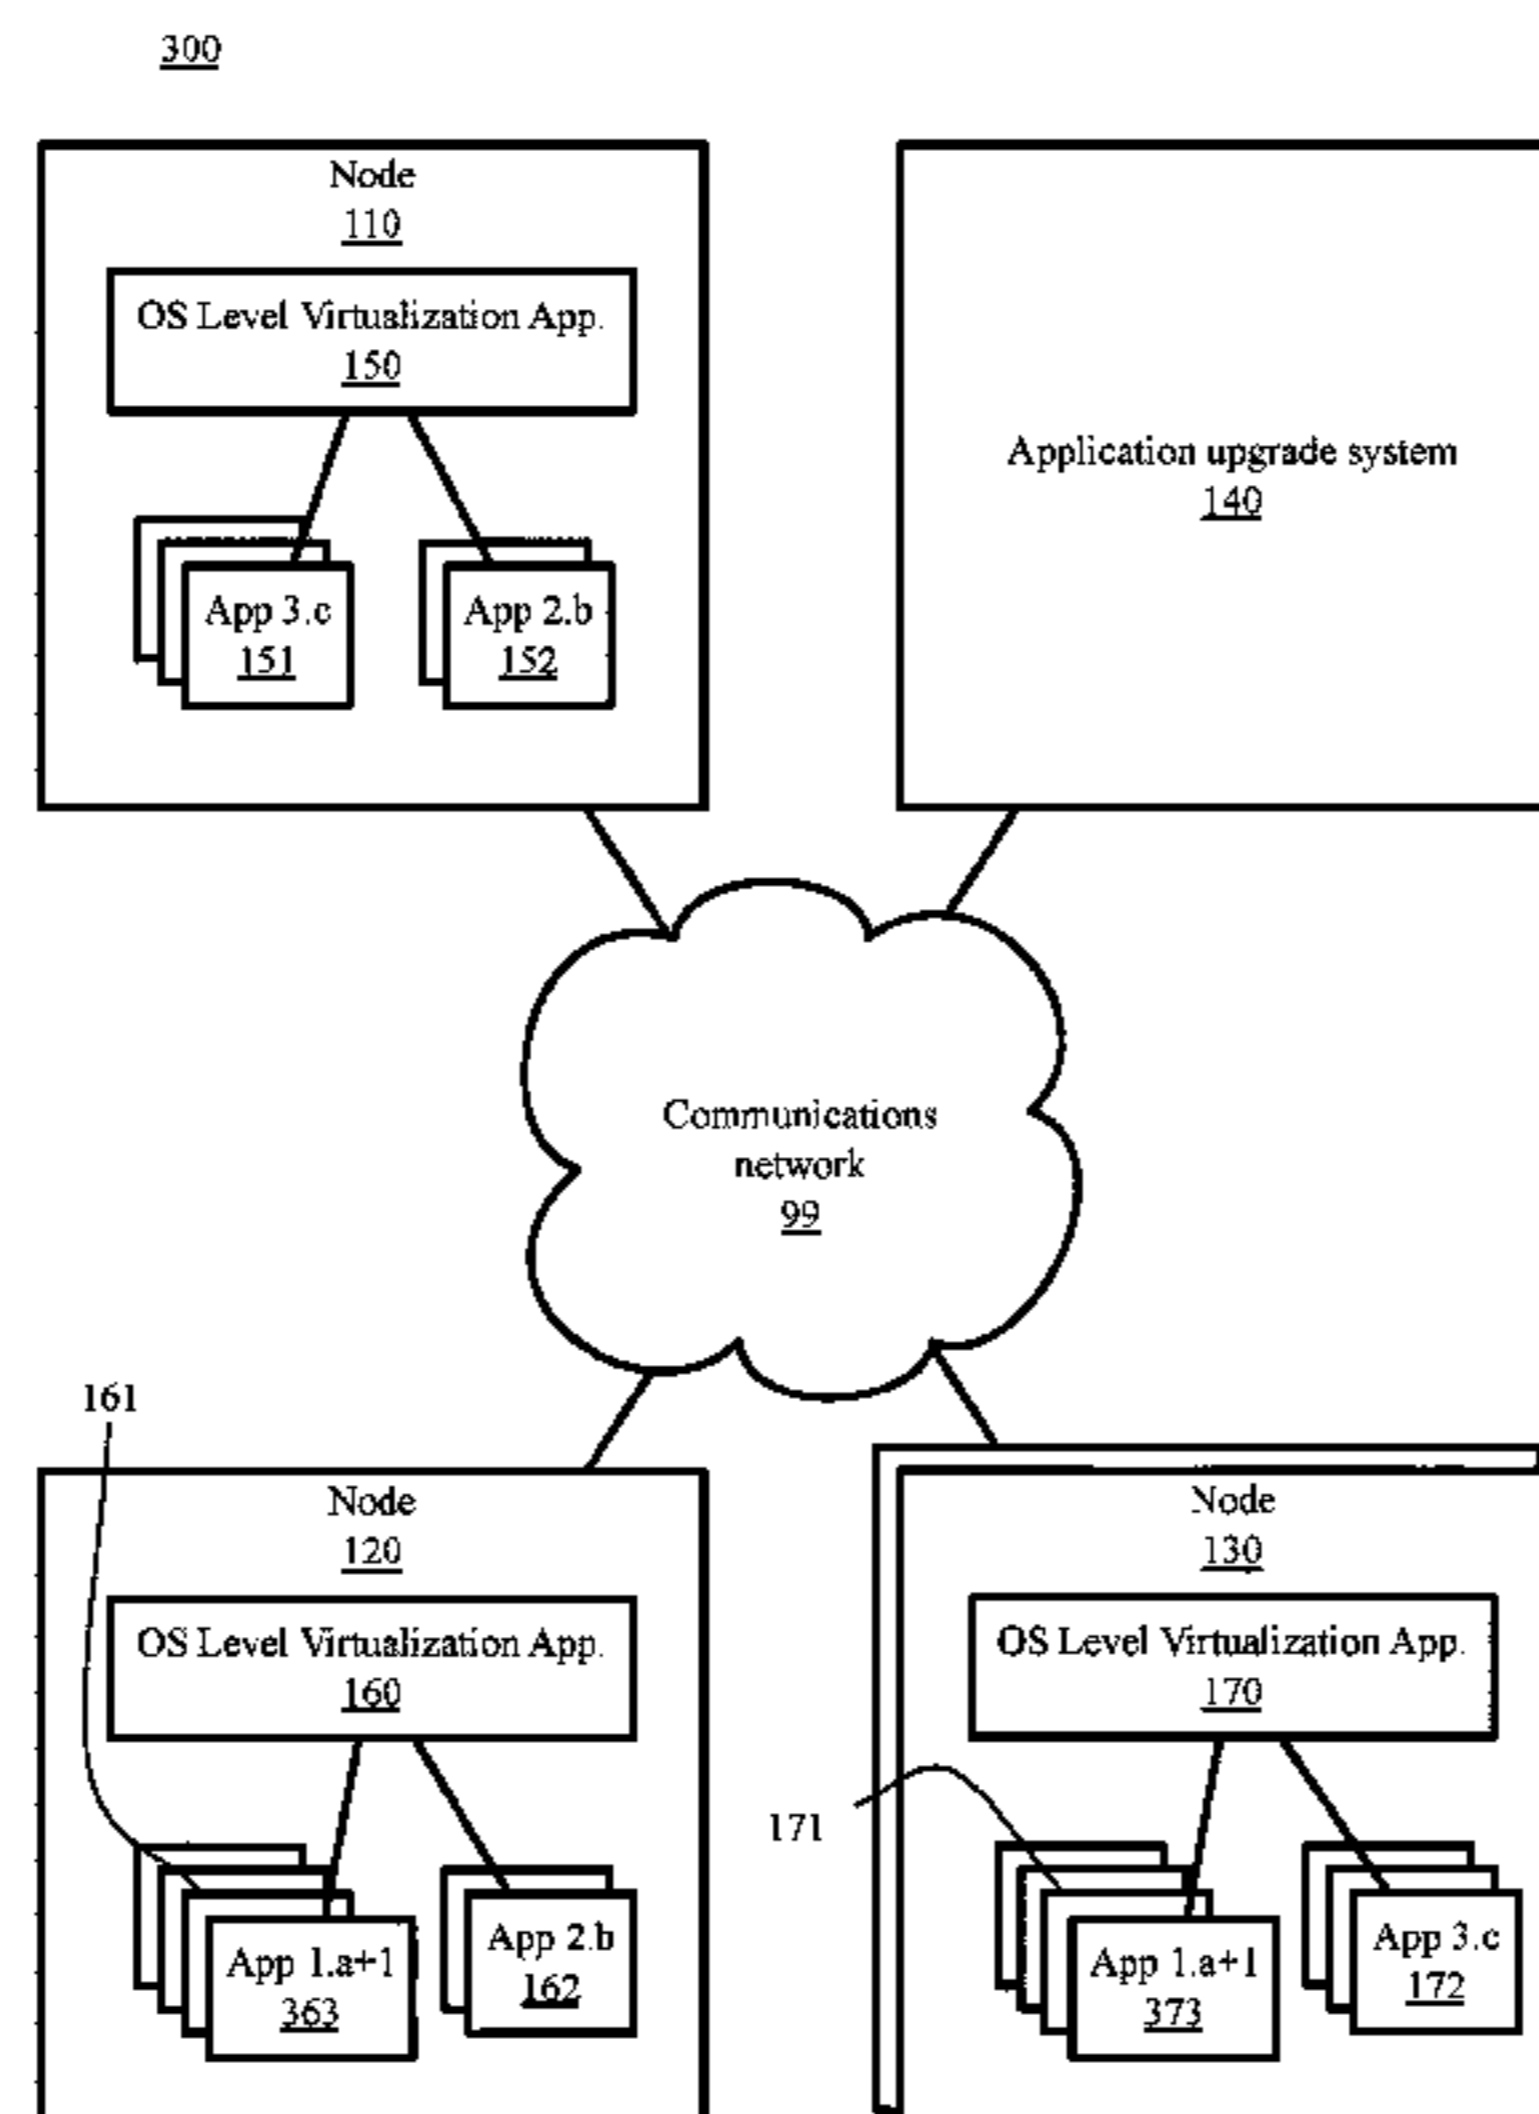 300
Node
110
OS Level Virtualization App.
150
App 3.c
151
App 2.b
152
Application upgrade system
140
Communications
network
99
161
Node
120
OS Level Virtualization App.
160
App 1.a+1
363
App 2.b
162
Node
130
OS Level Virtualization App.
170
171
App 1.a+1
373
App 3.c
172